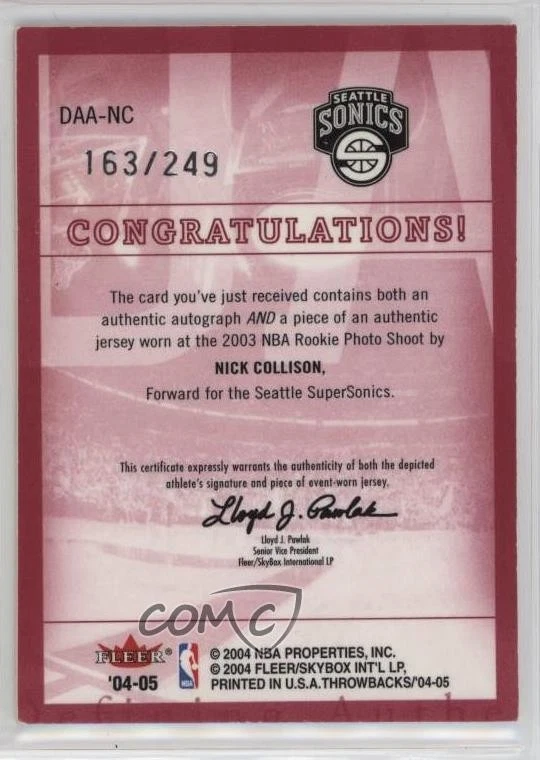 DAA-NC
163/249
SEATTLE
SONICS
CONGRATULATIONS!
The card you've just received contains both an
authentic autograph AND a piece of an authentic
jersey worn at the 2003 NBA Rookie Photo Shoot by
NICK COLLISON,
Forward for the Seattle SuperSonics.
This certificate expressly warrants the authenticity of both the depicted
athlete's signature and piece of event-worn jersey.
Lloyd J. Pawlak
Lloyd J. Pawlak
Senior Vice President
Fleer/SkyBox International LP
COMC
FLEER®
'04-05
NBA
© 2004 NBA PROPERTIES, INC.
© 2004 FLEER/SKYBOX INT'L LP,
PRINTED IN U.S.A.THROWBACKS/'04-05